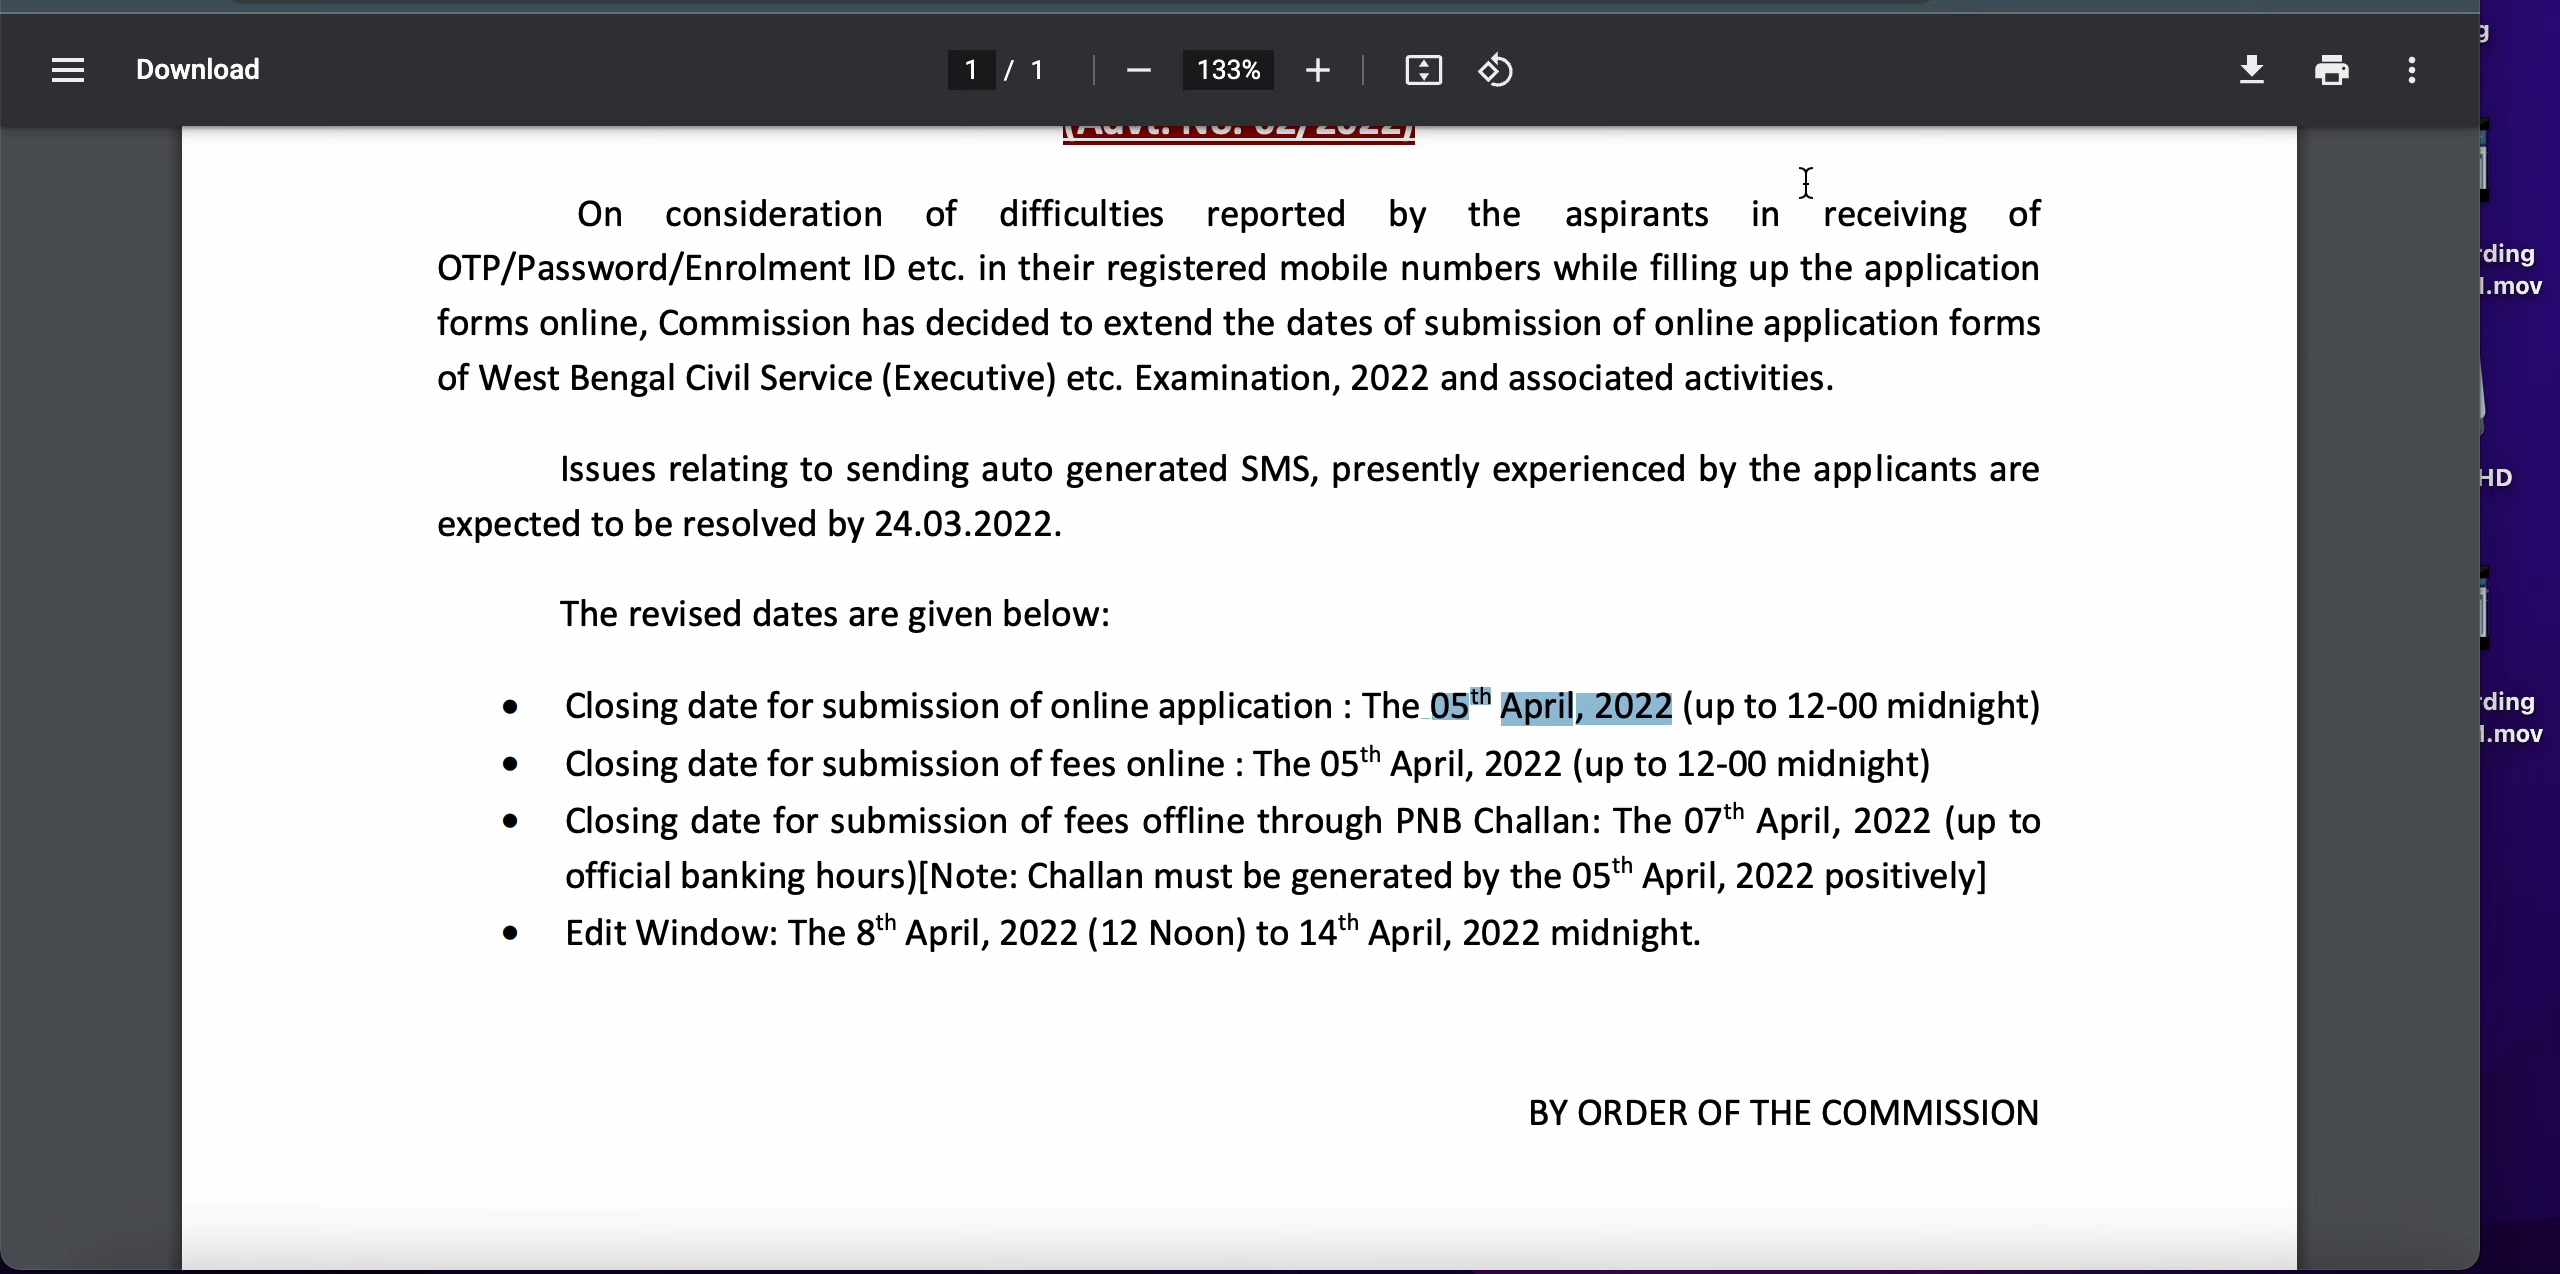 Download
1 / 1
133%
(Advt. No. 02/2022)
On consideration of difficulties reported by the aspirants in receiving of
OTP/Password/Enrolment ID etc. in their registered mobile numbers while filling up the application
forms online, Commission has decided to extend the dates of submission of online application forms
of West Bengal Civil Service (Executive) etc. Examination, 2022 and associated activities.
Issues relating to sending auto generated SMS, presently experienced by the applicants are
expected to be resolved by 24.03.2022.
The revised dates are given below:
• Closing date for submission of online application : The 05th April, 2022 (up to 12-00 midnight)
• Closing date for submission of fees online : The 05th April, 2022 (up to 12-00 midnight)
• Closing date for submission of fees offline through PNB Challan: The 07th April, 2022 (up to
official banking hours)[Note: Challan must be generated by the 05th April, 2022 positively]
• Edit Window: The 8th April, 2022 (12 Noon) to 14th April, 2022 midnight.
BY ORDER OF THE COMMISSION
HD
.mov
.mov